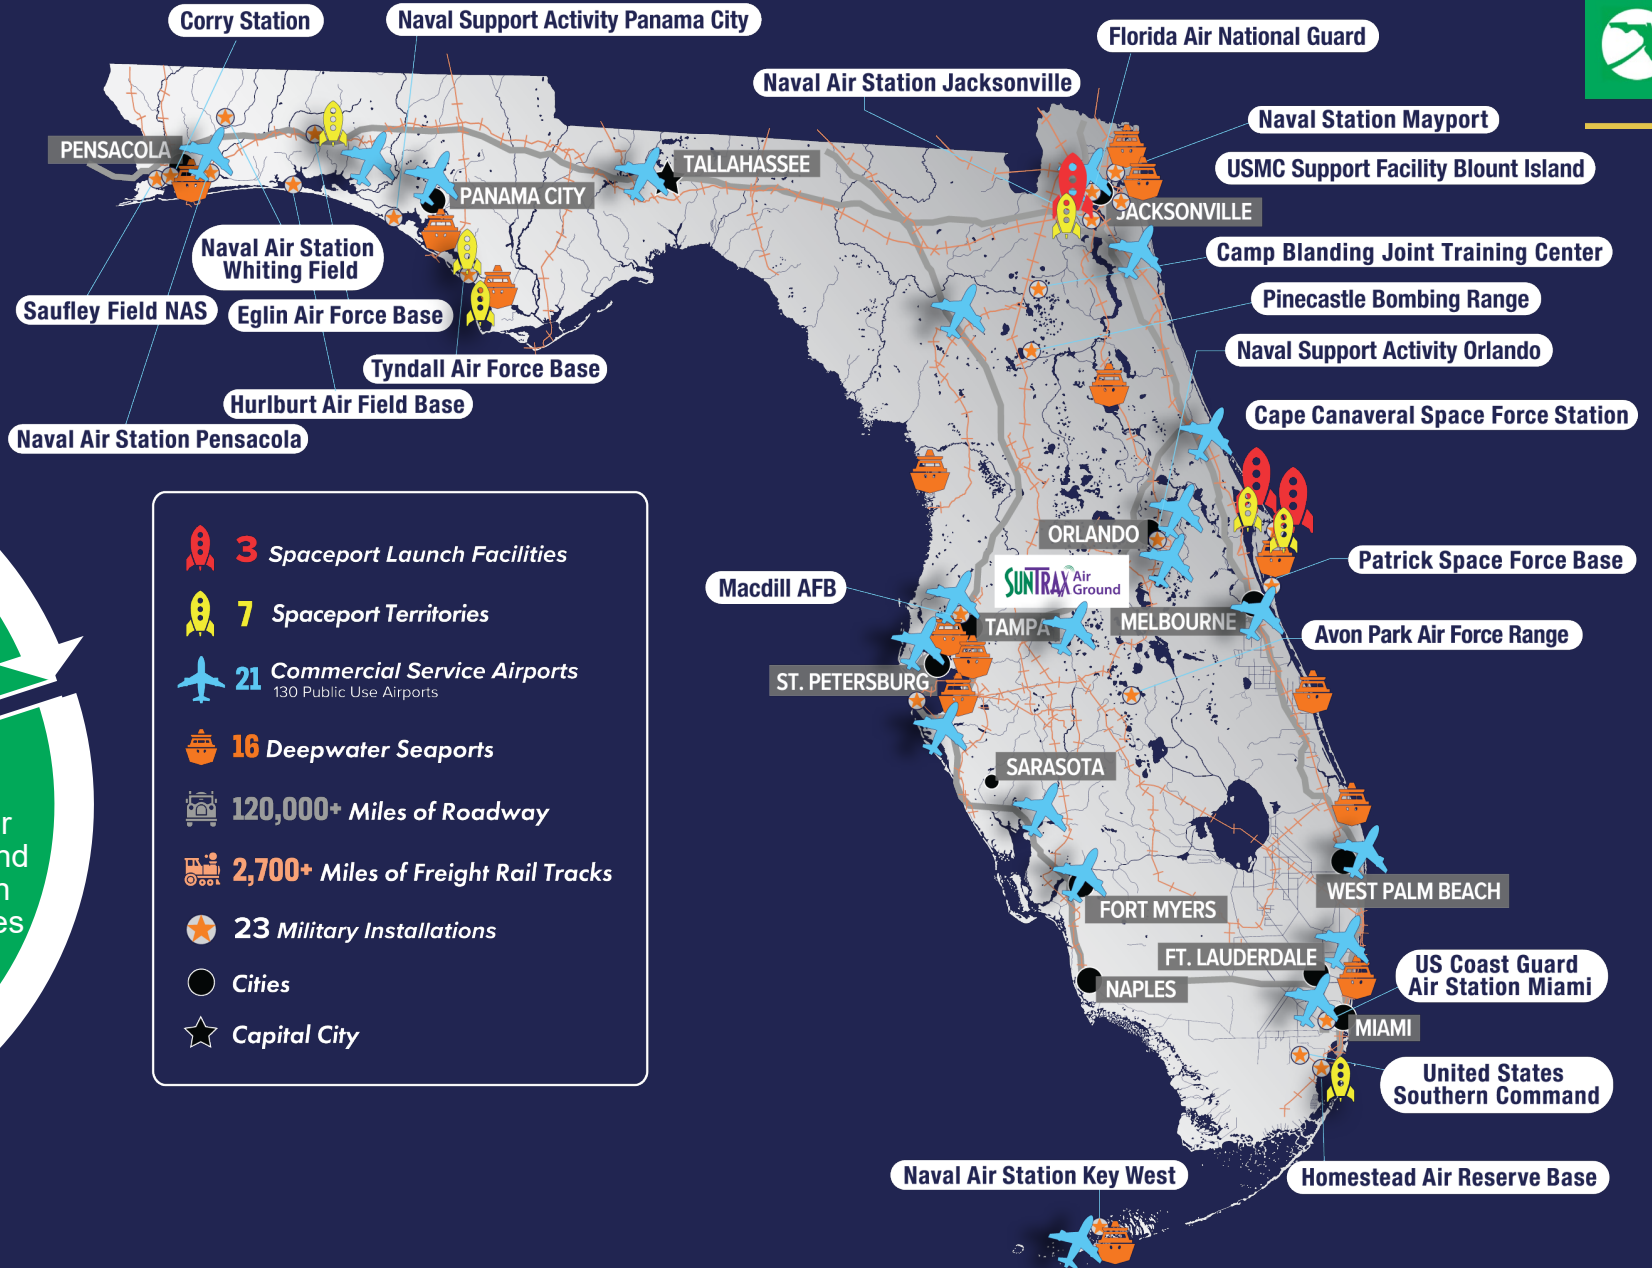 Corry Station
Naval Support Activity Panama City
Florida Air National Guard
Naval Air Station Jacksonville
Naval Station Mayport
USMC Support Facility Blount Island
PENSACOLA
TALLAHASSEE
PANAMA CITY
JACKSONVILLE
Naval Air Station
Whiting Field
Camp Blanding Joint Training Center
Saufley Field NAS
Eglin Air Force Base
Pinecastle Bombing Range
Naval Support Activity Orlando
Tyndall Air Force Base
Hurlburt Air Field Base
Cape Canaveral Space Force Station
Naval Air Station Pensacola
ORLANDO
Patrick Space Force Base
SUNTRAX Air
Ground
Macdill AFB
TAMPA
MELBOURNE
Avon Park Air Force Range
ST. PETERSBURG
SARASOTA
WEST PALM BEACH
FORT MYERS
FT. LAUDERDALE
US Coast Guard
Air Station Miami
NAPLES
MIAMI
United States
Southern Command
Naval Air Station Key West
Homestead Air Reserve Base
3 Spaceport Launch Facilities
7 Spaceport Territories
21 Commercial Service Airports
130 Public Use Airports
16 Deepwater Seaports
120,000+ Miles of Roadway
2,700+ Miles of Freight Rail Tracks
23 Military Installations
Cities
Capital City